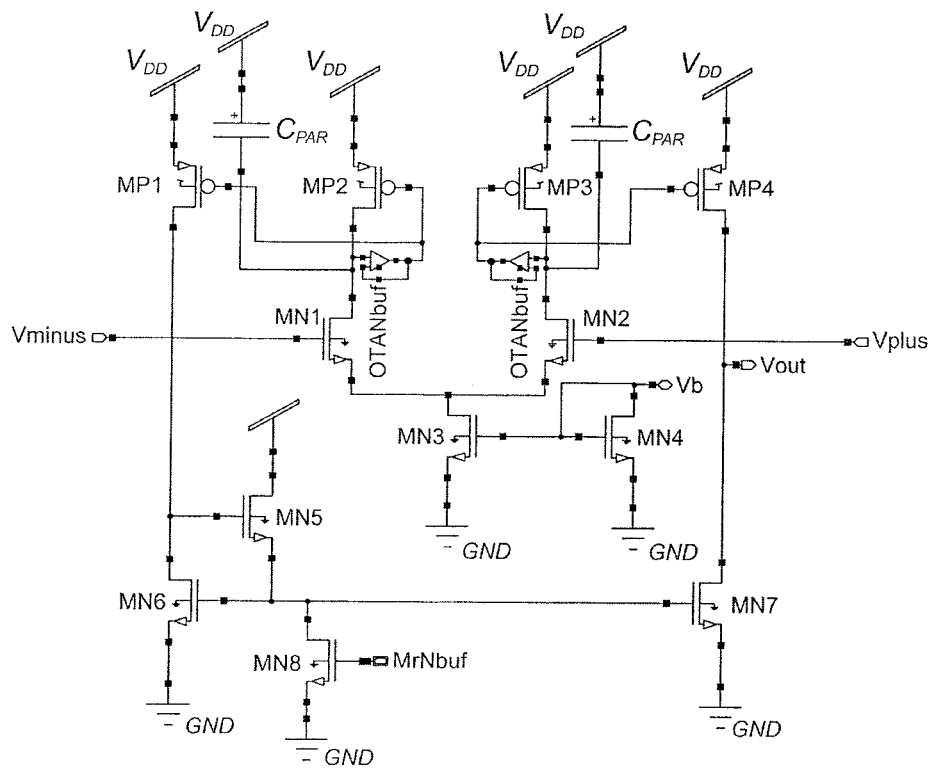 VDD
VDD
VDD
VDD
VDD
VDD
+
CPAR
+
CPAR
MP1
MP2
MP3
MP4
OTANbuf
OTANbuf
MN1
MN2
Vminus
Vplus
Vout
Vb
MN3
MN4
GND
GND
MN5
MN6
MN7
MN8
MrNbuf
GND
GND
GND